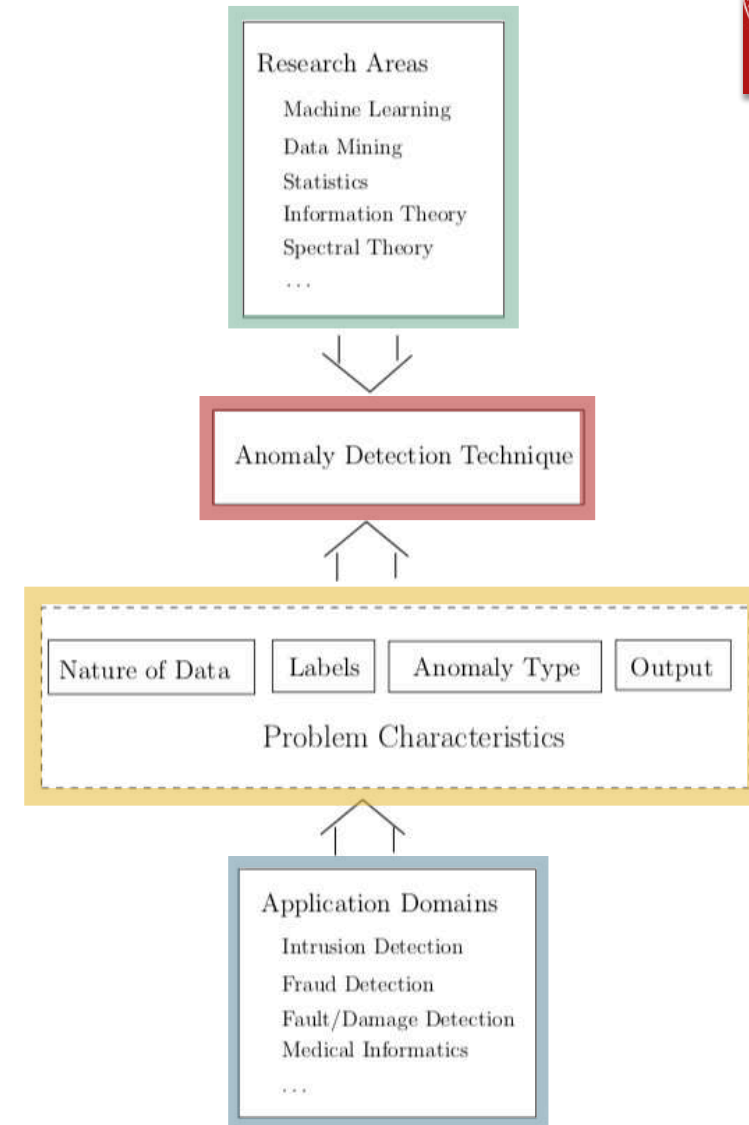 Research Areas
Machine Learning
Data Mining
Statistics
Information Theory
Spectral Theory
...
Anomaly Detection Technique
Nature of Data
Labels
Anomaly Type
Output
Problem Characteristics
Application Domains
Intrusion Detection
Fraud Detection
Fault/Damage Detection
Medical Informatics
...